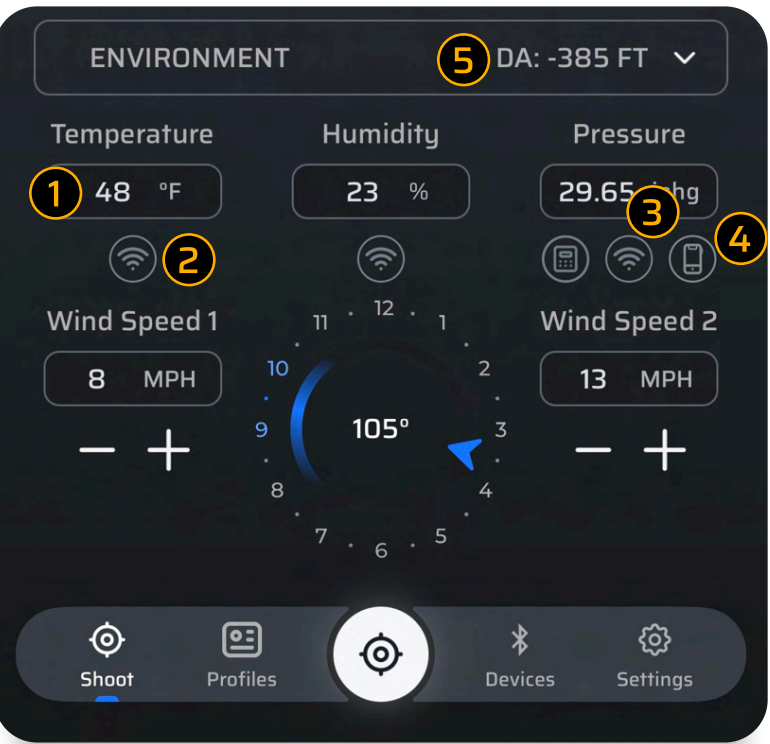 ENVIRONMENT 5 DA: -385 FT
Temperature Humidity Pressure
1 48 °F 23 % 29.65 hg
3
2 4
Wind Speed 1 Wind Speed 2
8 MPH 13 MPH
12
11 1
10 2
9 105° 3
8 4
7 5
6
Shoot Profiles Devices Settings